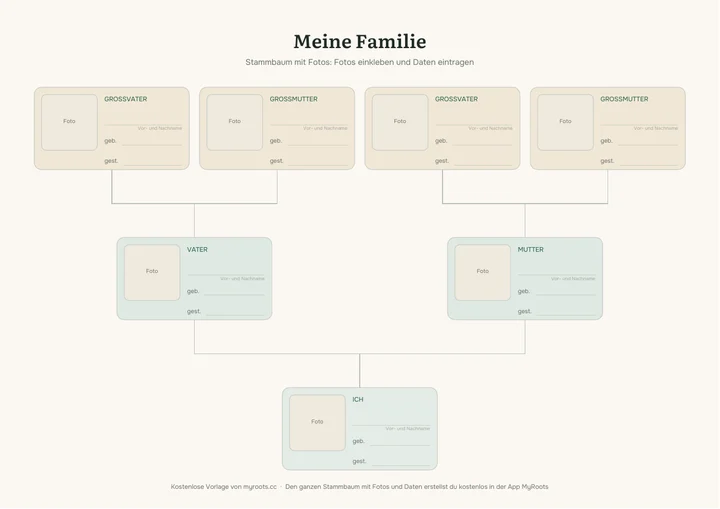 Meine Familie
Stammbaum mit Fotos: Fotos einkleben und Daten eintragen
GROSSVATER
Foto
Vor- und Nachname
geb.
gest.
GROSSMUTTER
Foto
Vor- und Nachname
geb.
gest.
GROSSVATER
Foto
Vor- und Nachname
geb.
gest.
GROSSMUTTER
Foto
Vor- und Nachname
geb.
gest.
VATER
Foto
Vor- und Nachname
geb.
gest.
MUTTER
Foto
Vor- und Nachname
geb.
gest.
ICH
Foto
Vor- und Nachname
geb.
gest.
Kostenlose Vorlage von myroots.cc · Den ganzen Stammbaum mit Fotos und Daten erstellst du kostenlos in der App MyRoots